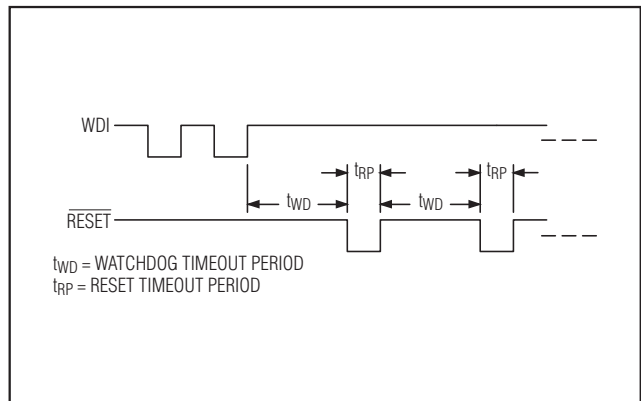 WDI
tRP tRP
tWD tWD
RESET
tWD = WATCHDOG TIMEOUT PERIOD
tRP = RESET TIMEOUT PERIOD